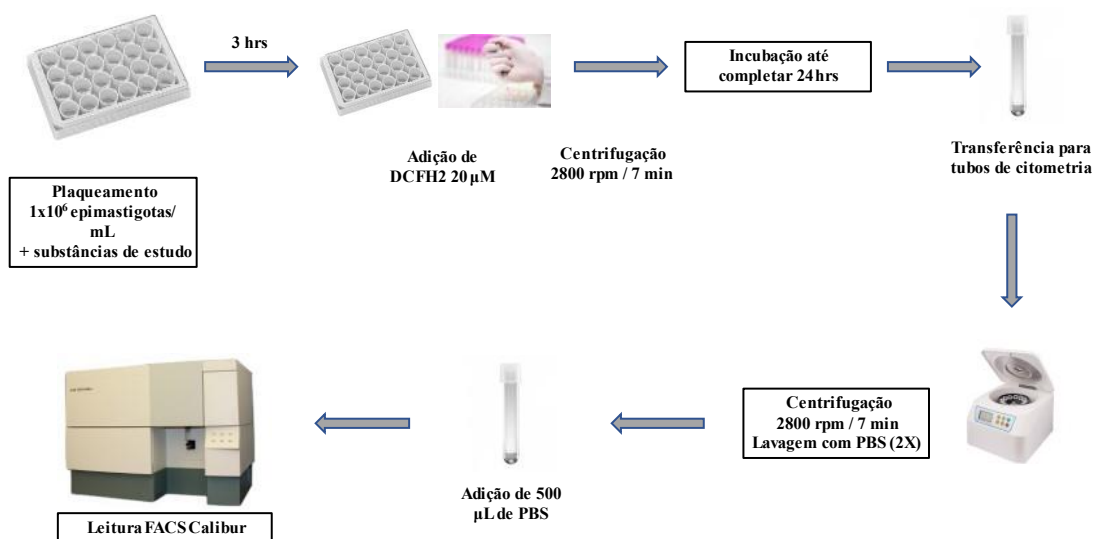 3 hrs
Plaqueamento
1x10⁶ epimastigotas/
mL
+ substâncias de estudo
Adição de
DCFH2 20 μM
Centrifugação
2800 rpm / 7 min
Incubação até
completar 24 hrs
Transferência para
tubos de citometria
Centrifugação
2800 rpm / 7 min
Lavagem com PBS (2X)
Adição de 500
μL de PBS
Leitura FACS Calibur